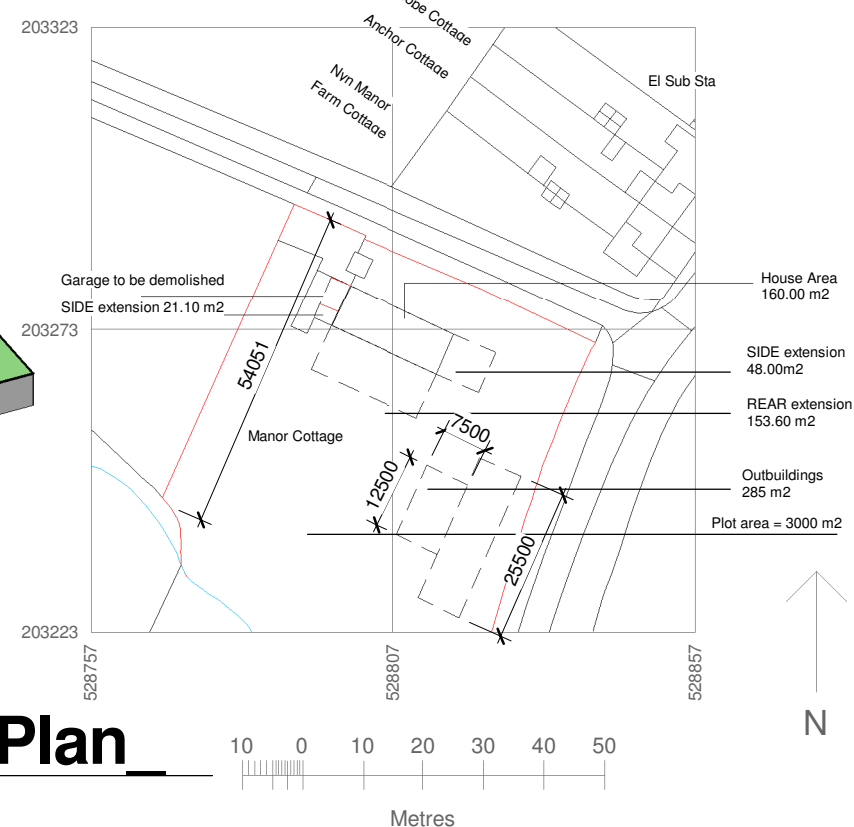 203323
Cottage
Anchor Cottage
El Sub Sta
Nvn Manor
Farm Cottage
Garage to be demolished
SIDE extension 21.10 m2
House Area
160.00 m2
203273
SIDE extension
48.00m2
54051
REAR extension
153.60 m2
7500
Manor Cottage
12500
Outbuildings
285 m2
Plot area = 3000 m2
25500
203223
528757
528807
528857
N
Plan_
10 0 10 20 30 40 50
Metres